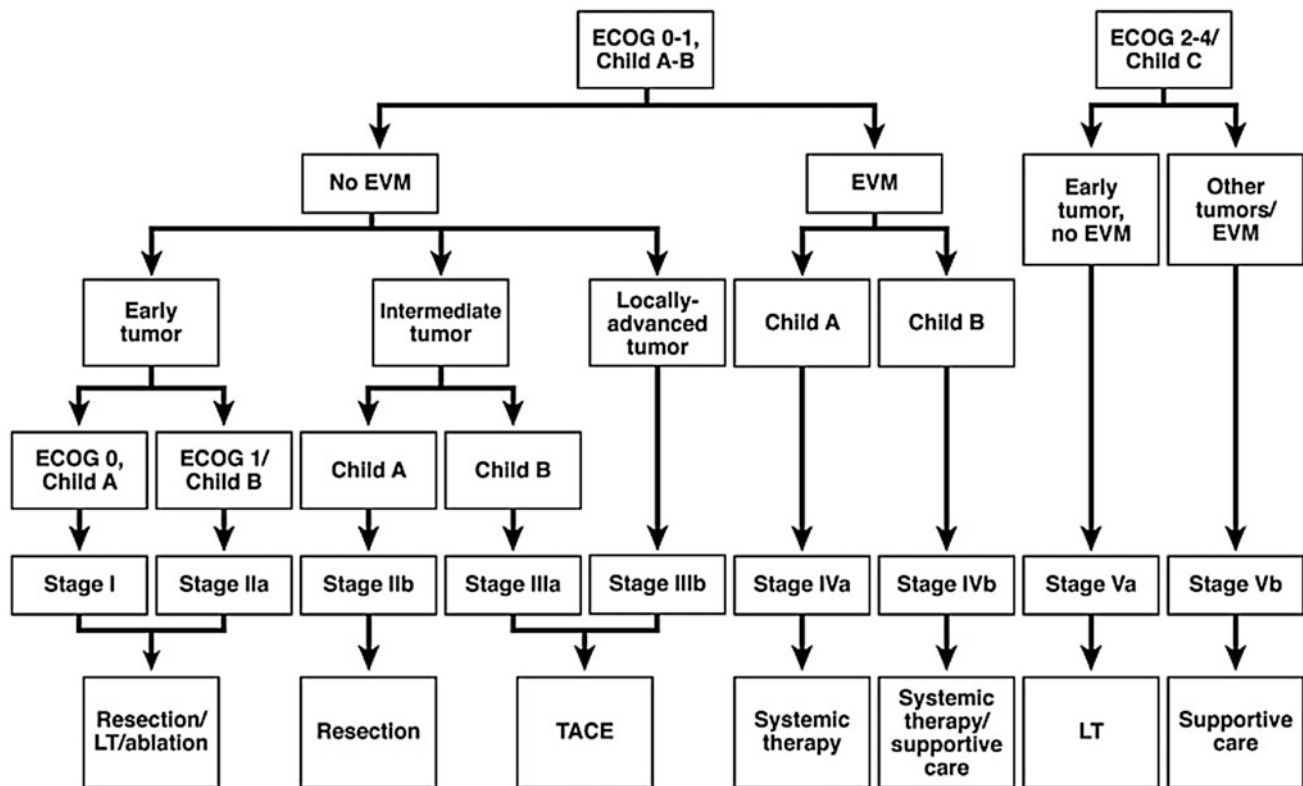 ECOG 0-1,
Child A-B
ECOG 2-4/
Child C
No EVM
EVM
Early
tumor,
no EVM
Other
tumors/
EVM
Early
tumor
Intermediate
tumor
Locally-
advanced
tumor
Child A
Child B
ECOG 0,
Child A
ECOG 1/
Child B
Child A
Child B
Stage I
Stage IIa
Stage IIb
Stage IIIa
Stage IIIb
Stage IVa
Stage IVb
Stage Va
Stage Vb
Resection/
LT/ablation
Resection
TACE
Systemic
therapy
Systemic
therapy/
supportive
care
LT
Supportive
care